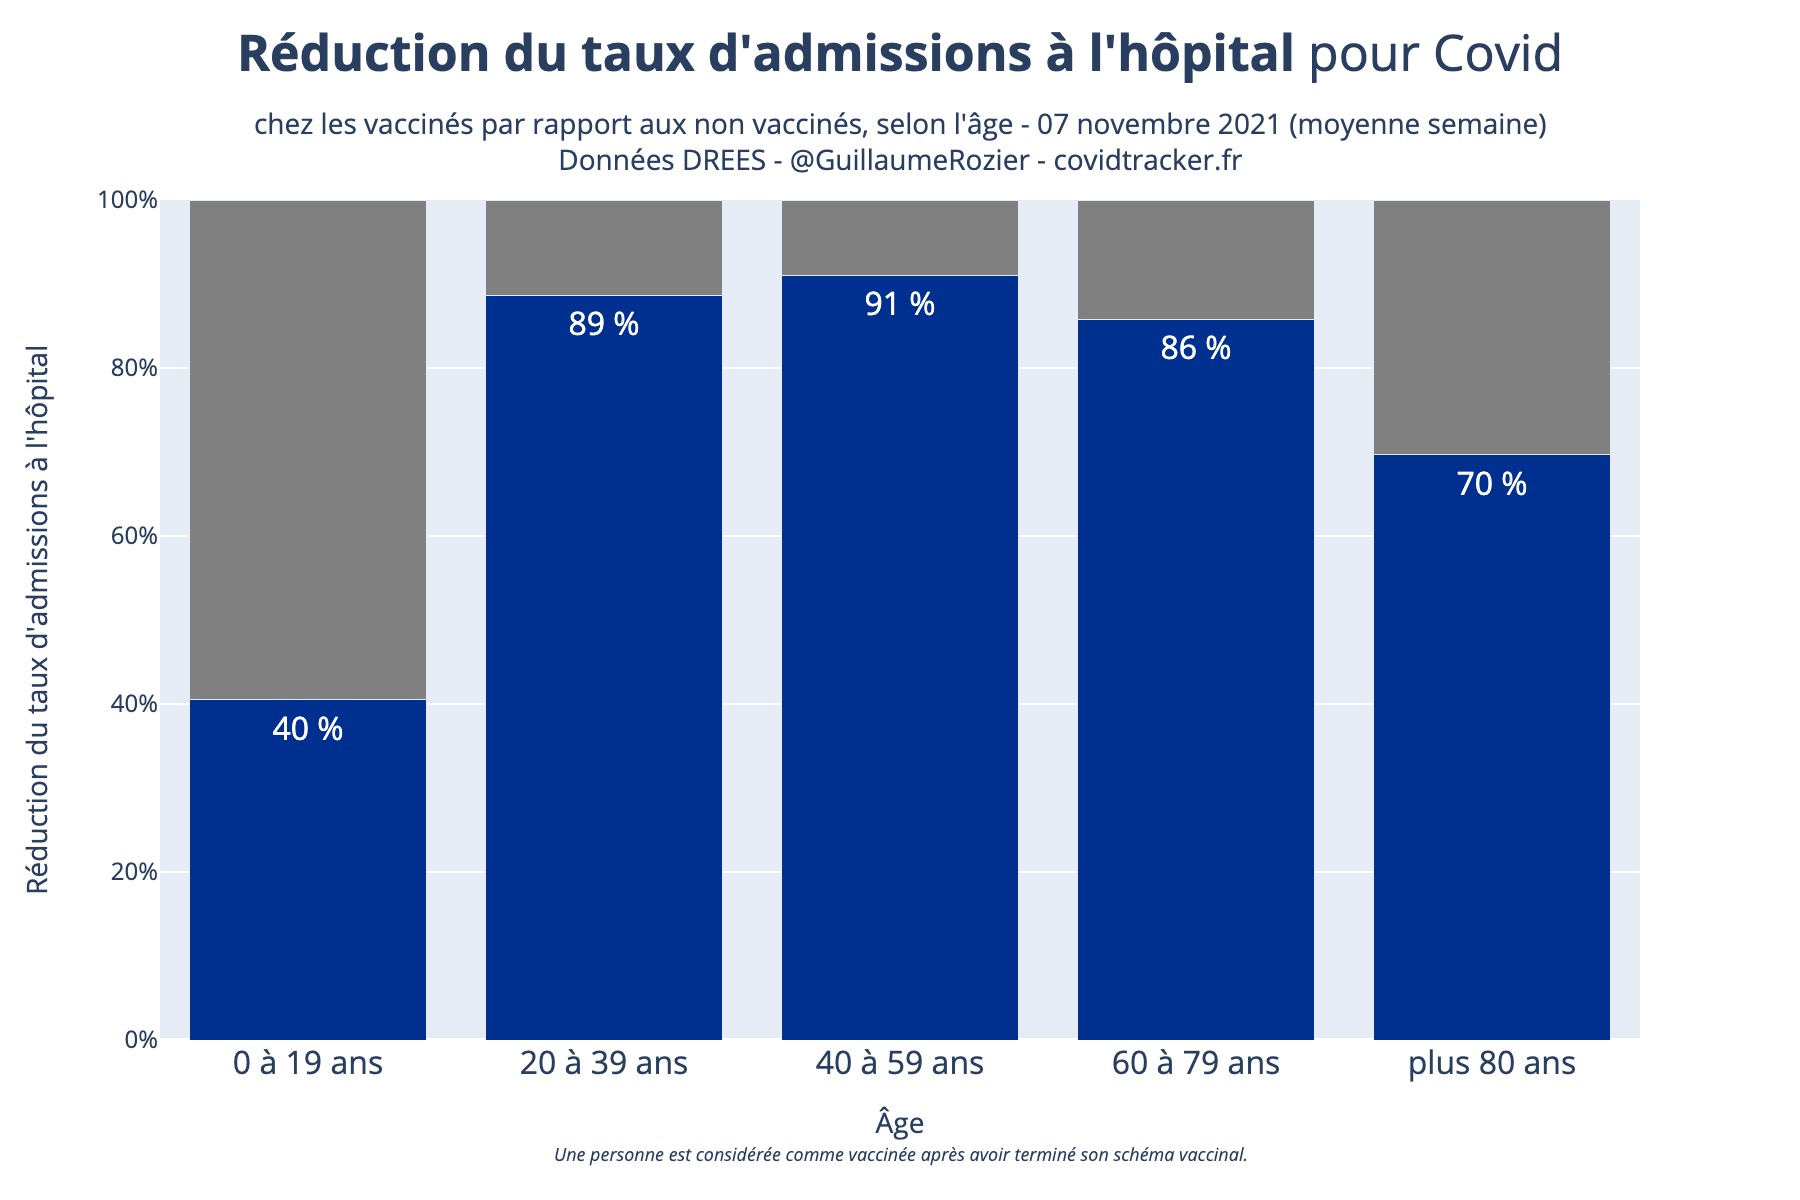 Réduction du taux d'admissions à l'hôpital pour Covid
chez les vaccinés par rapport aux non vaccinés, selon l'âge - 07 novembre 2021 (moyenne semaine)
Données DREES - @GuillaumeRozier - covidtracker.fr
Réduction du taux d'admissions à l'hôpital
100%
80%
60%
40%
20%
0%
40 %
89 %
91 %
86 %
70 %
0 à 19 ans
20 à 39 ans
40 à 59 ans
60 à 79 ans
plus 80 ans
Âge
Une personne est considérée comme vaccinée après avoir terminé son schéma vaccinal.